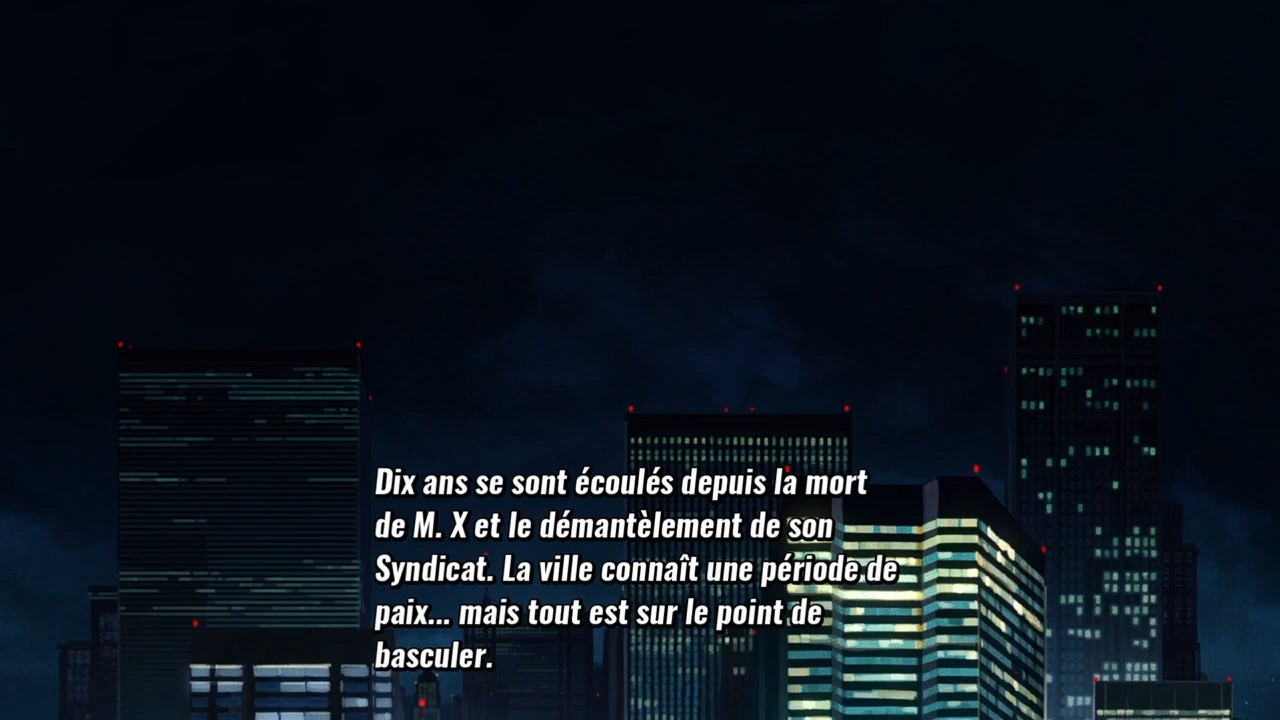 Dix ans se sont écoulés depuis la mort
de M. X et le démantèlement de son
Syndicat. La ville connaît une période de
paix... mais tout est sur le point de
basculer.